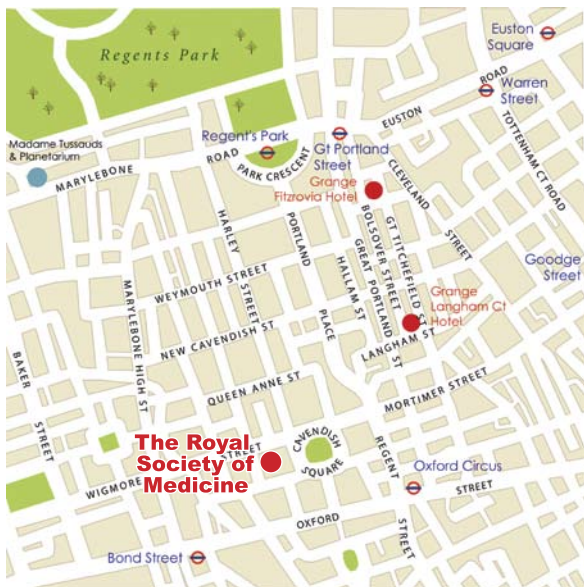 Euston
Square
Regents Park
ROAD
Warren
Street
EUSTON
TOTTENHAM CT ROAD
Regent's Park
Gt Portland
Street
Madame Tussauds
& Planetarium
MARYLEBONE
ROAD
PARK CRESCENT
CLEVELAND
STREET
Grange
Fitzrovia Hotel
HARLEY
STREET
PORTLAND
PLACE
BOLSOVER STREET
GT TITCHEFIELD ST
GREAT PORTLAND ST
HALLAM ST
Goodge
Street
WEYMOUTH STREET
MARYLEBONE HIGH ST
Grange
Langham Ct
Hotel
NEW CAVENDISH ST
LANGHAM ST
BAKER
STREET
QUEEN ANNE ST
MORTIMER STREET
The Royal
Society of
Medicine
WIGMORE
STREET
CAVENDISH
SQUARE
REGENT
STREET
Oxford Circus
OXFORD
STREET
Bond Street